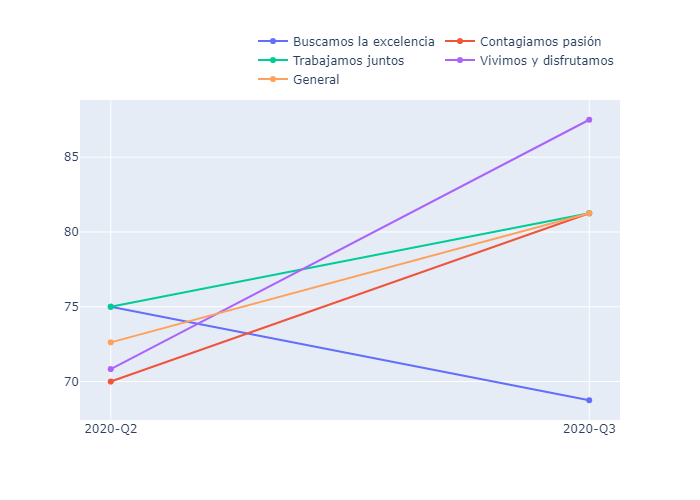 Buscamos la excelencia Contagiamos pasión
Trabajamos juntos Vivimos y disfrutamos
General
85
80
75
70
2020-Q2 2020-Q3